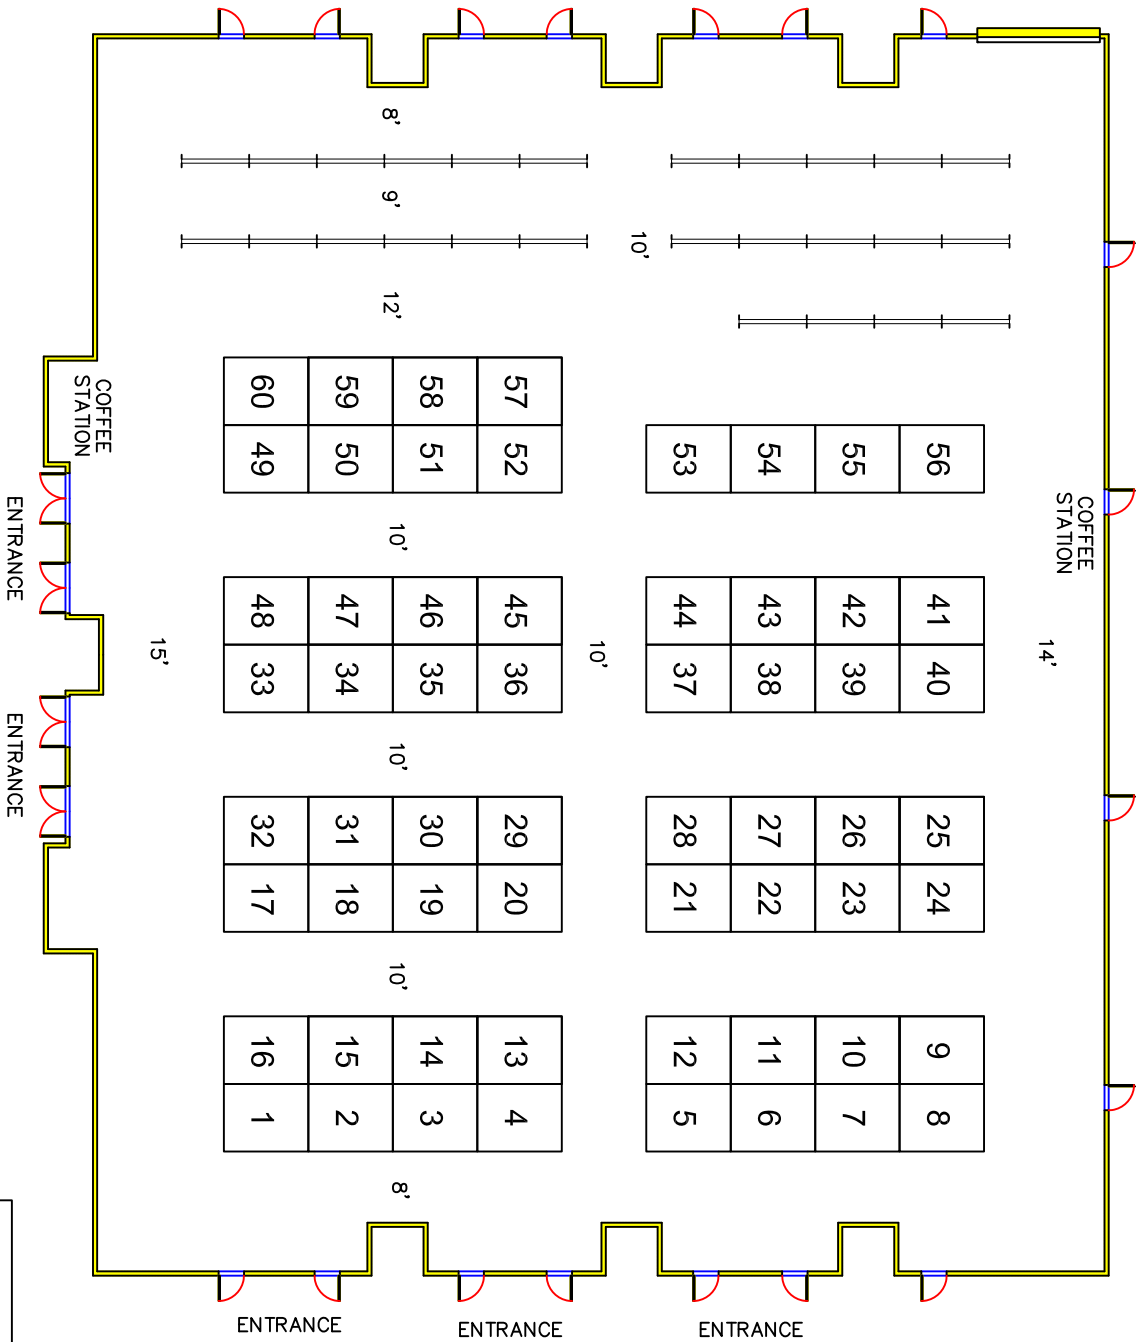 8'
9'
10'
12'
60 59 58 57
49 50 51 52
53 54 55 56
COFFEE
STATION
COFFEE
STATION
ENTRANCE
10'
48 47 46 45
44 43 42 41
33 34 35 36
37 38 39 40
15'
10'
14'
ENTRANCE
10'
32 31 30 29
28 27 26 25
17 18 19 20
21 22 23 24
10'
16 15 14 13
12 11 10 9
1 2 3 4
5 6 7 8
8'
ENTRANCE
ENTRANCE
ENTRANCE